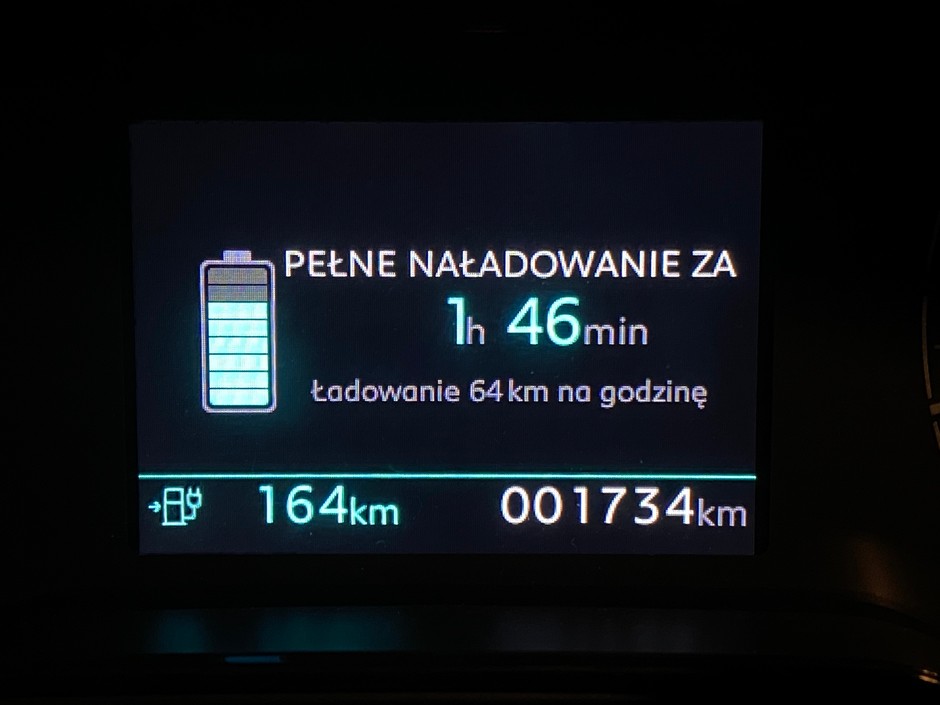 PEŁNE NAŁADOWANIE ZA
1h 46min
Ładowanie 64km na godzinę
164km 001734km